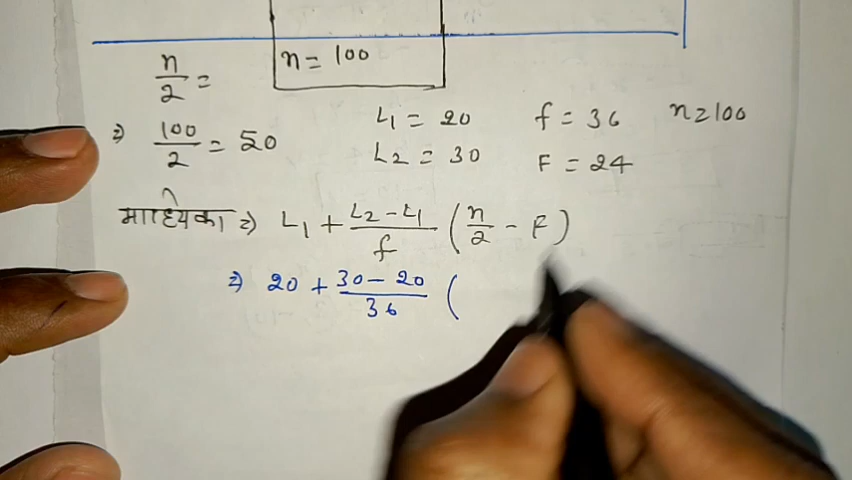 n = 100
n/2 =
⇒ 100/2 = 50
L₁ = 20 f = 36 n = 100
L₂ = 30 F = 24
माध्यिका ⇒ L₁ + (L₂ - L₁)/f (n/2 - F)
⇒ 20 + (30 - 20)/36 (